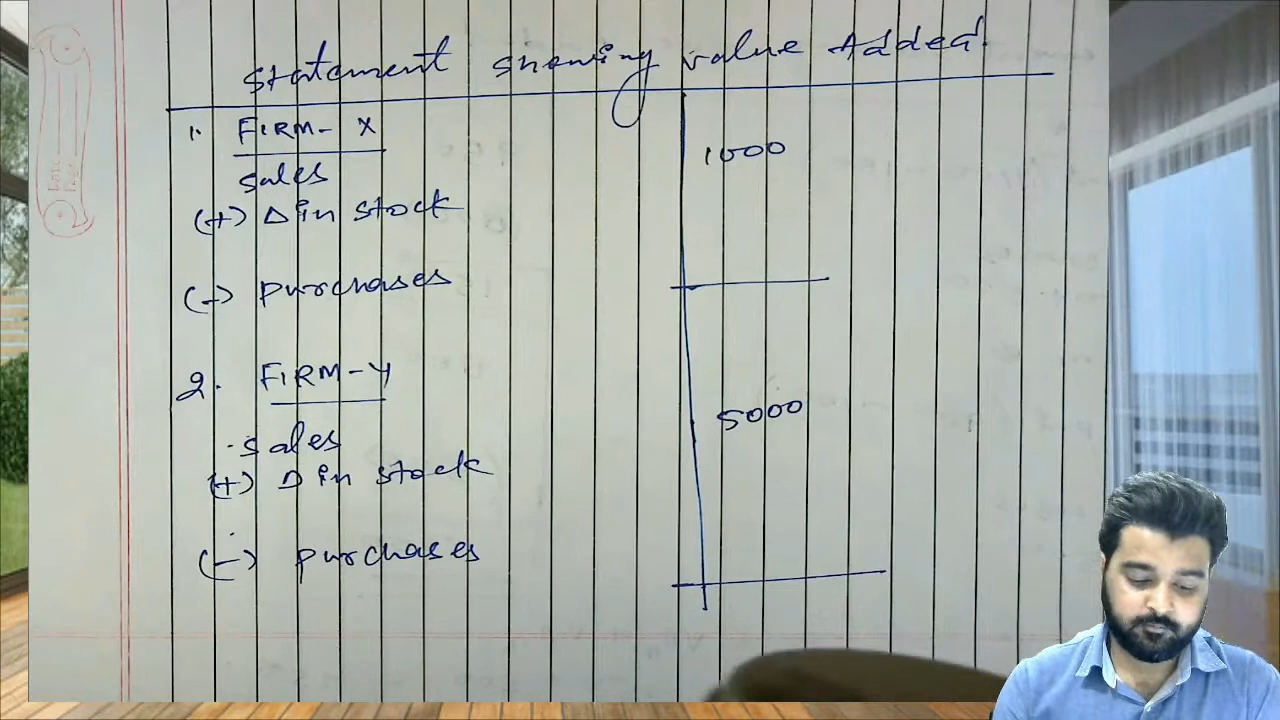 Statement showing value Added.
1. FIRM- X
1000
sales
(+) Δ in stock
(-) purchases
2. FIRM-Y
5000
sales
(+) Δ in stock
(-) purchases